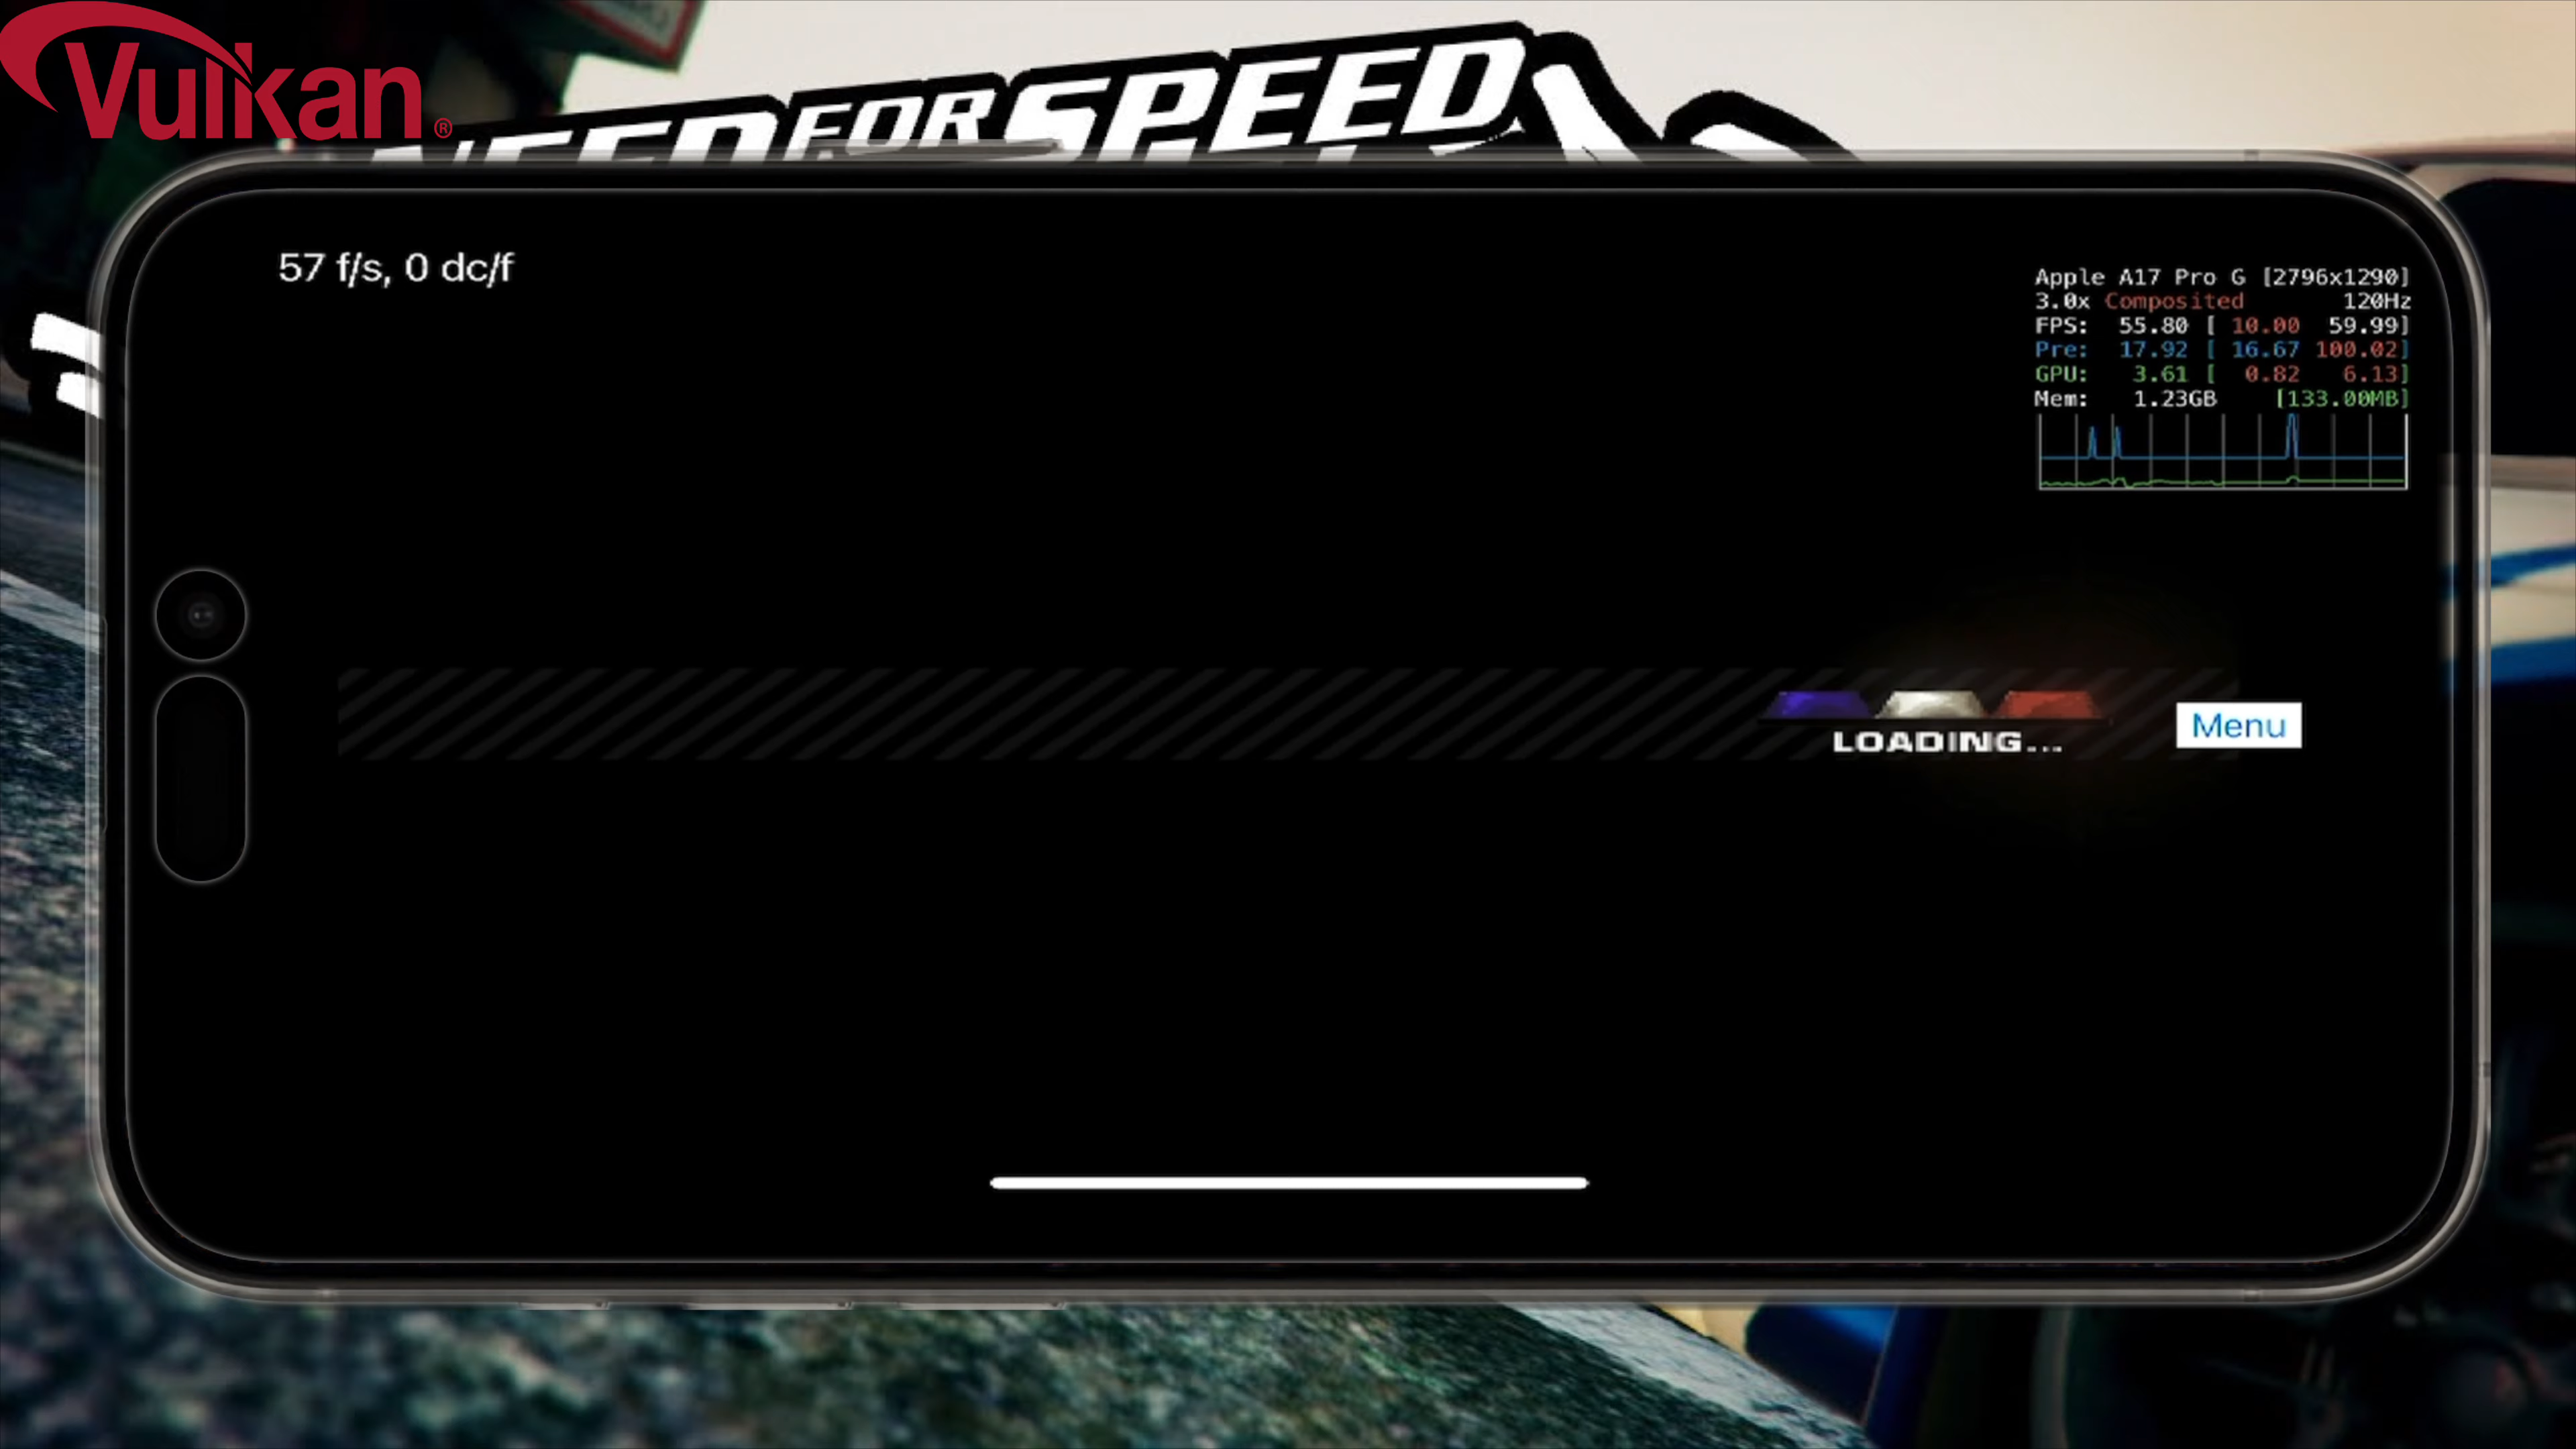 Vulkan®
NEED FOR SPEED
57 f/s, 0 dc/f
Apple A17 Pro G [2796x1290]
3.0x Composited 120Hz
FPS: 55.80 [ 10.00 59.99]
Pre: 17.92 [ 16.67 100.02]
GPU: 3.61 [ 0.82 6.13]
Mem: 1.23GB [133.00MB]
LOADING...
Menu